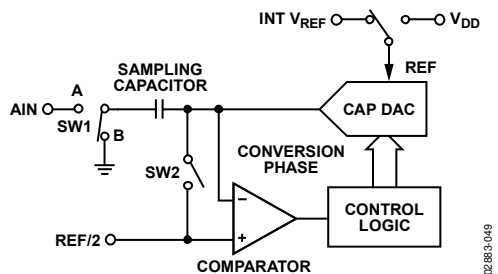 INT VREF
VDD
REF
SAMPLING
CAPACITOR
CAP DAC
A
AIN
SW1
B
CONVERSION
PHASE
SW2
−
CONTROL
LOGIC
REF/2
+
COMPARATOR
02883-049